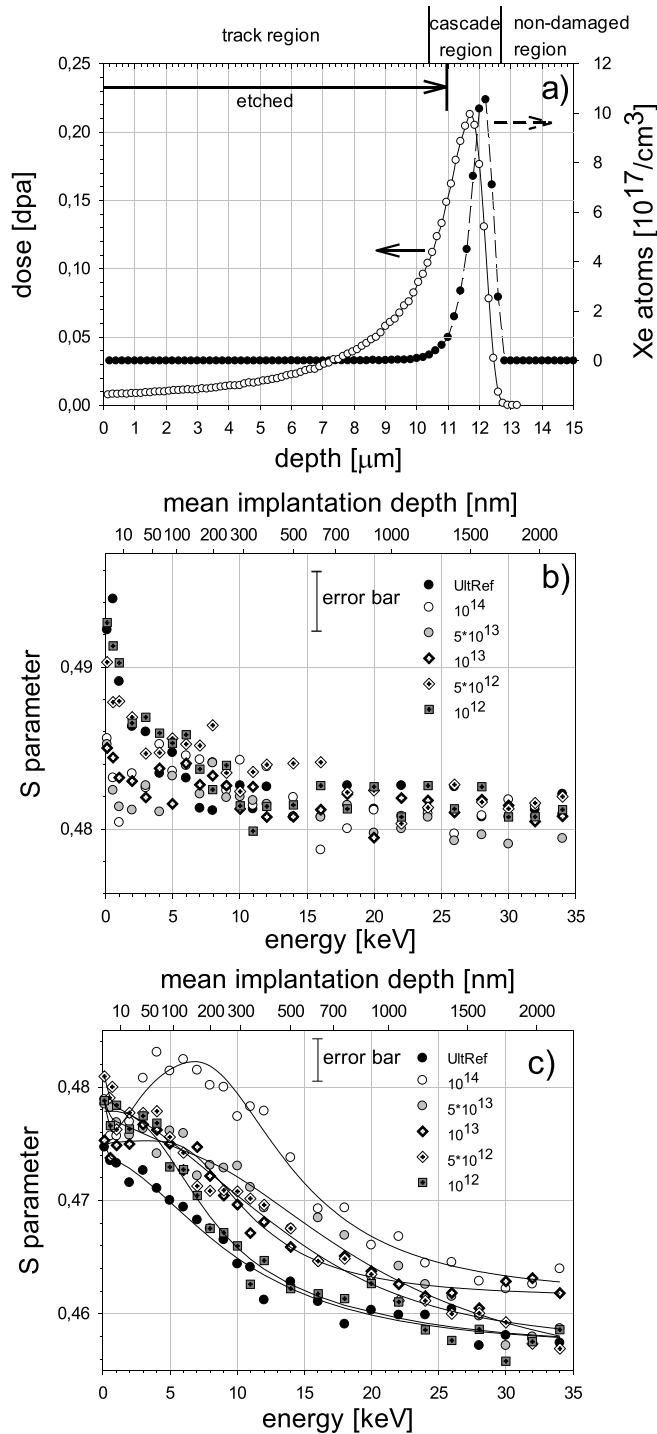 track region
cascade region
non-damaged region
0,25
0,20
0,15
0,10
0,05
0,00
dose [dpa]
etched
a)
12
10
8
6
4
2
0
Xe atoms [10^17/cm^3]
0 1 2 3 4 5 6 7 8 9 10 11 12 13 14 15
depth [μm]
mean implantation depth [nm]
10 50 100 200 300 500 700 1000 1500 2000
b)
error bar
UltRef
10^14
5*10^13
10^13
5*10^12
10^12
0,49
0,48
S parameter
0 5 10 15 20 25 30 35
energy [keV]
mean implantation depth [nm]
10 50 100 200 300 500 700 1000 1500 2000
c)
error bar
UltRef
10^14
5*10^13
10^13
5*10^12
10^12
0,48
0,47
0,46
S parameter
0 5 10 15 20 25 30 35
energy [keV]